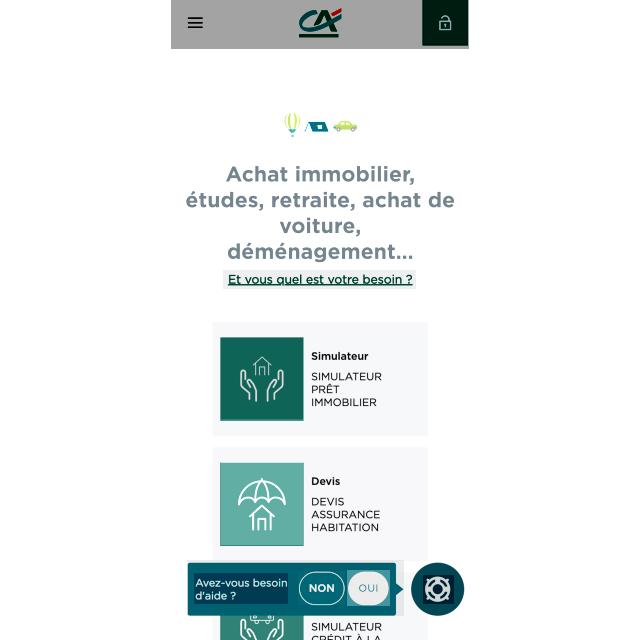 CA
Achat immobilier,
études, retraite, achat de
voiture,
déménagement...
Et vous quel est votre besoin ?
Simulateur
SIMULATEUR
PRÊT
IMMOBILIER
Devis
DEVIS
ASSURANCE
HABITATION
Avez-vous besoin
d'aide ?
NON
OUI
SIMULATEUR
CRÉDIT À LA